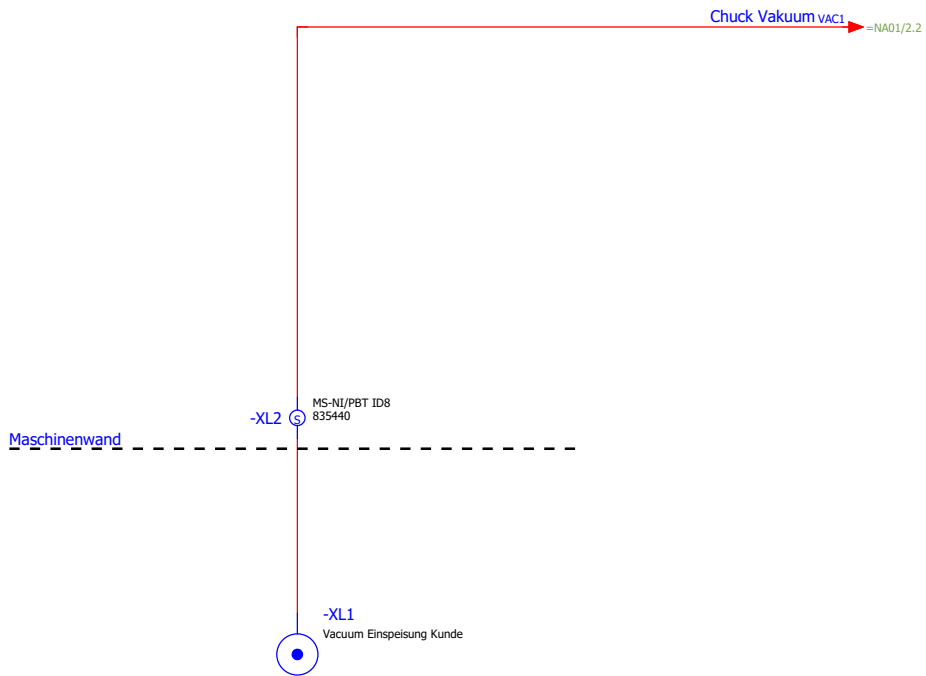 Chuck Vakuum VAC1 =NA01/2.2
MS-NI/PBT ID8
-XL2 S 835440
Maschinenwand
-XL1
Vacuum Einspeisung Kunde